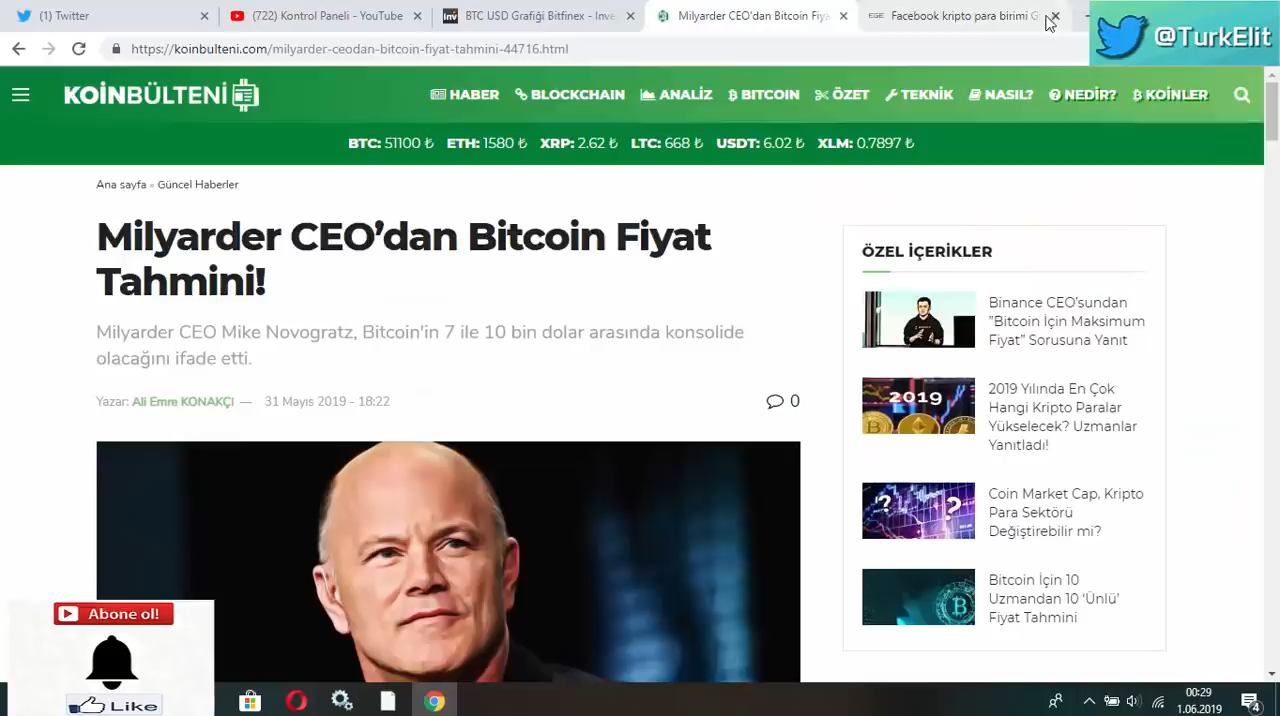 (1) Twitter
(722) Kontrol Paneli - YouTube
Inv BTC USD Grafiği Bitfinex - Inve
Milyarder CEO'dan Bitcoin Fiya
EGE Facebook kripto para birimi G
@TurkElit
https://koinbulteni.com/milyarder-ceodan-bitcoin-fiyat-tahmini-44716.html
KOİNBÜLTENİ
HABER BLOCKCHAIN ANALİZ BITCOIN ÖZET TEKNİK NASIL? NEDİR? KOİNLER
BTC: 51100 ₺ ETH: 1580 ₺ XRP: 2.62 ₺ LTC: 668 ₺ USDT: 6.02 ₺ XLM: 0.7897 ₺
Ana sayfa » Güncel Haberler
Milyarder CEO’dan Bitcoin Fiyat
Tahmini!
Milyarder CEO Mike Novogratz, Bitcoin'in 7 ile 10 bin dolar arasında konsolide
olacağını ifade etti.
Yazar: Ali Emre KONAKÇI — 31 Mayıs 2019 - 18:22
0
ÖZEL İÇERİKLER
Binance CEO’sundan
”Bitcoin İçin Maksimum
Fiyat” Sorusuna Yanıt
2019
2019 Yılında En Çok
Hangi Kripto Paralar
Yükselecek? Uzmanlar
Yanıtladı!
? ?
Coin Market Cap, Kripto
Para Sektörü
Değiştirebilir mi?
Bitcoin İçin 10
Uzmandan 10 ‘Ünlü’
Fiyat Tahmini
Abone ol!
Like
00:29
1.06.2019
4